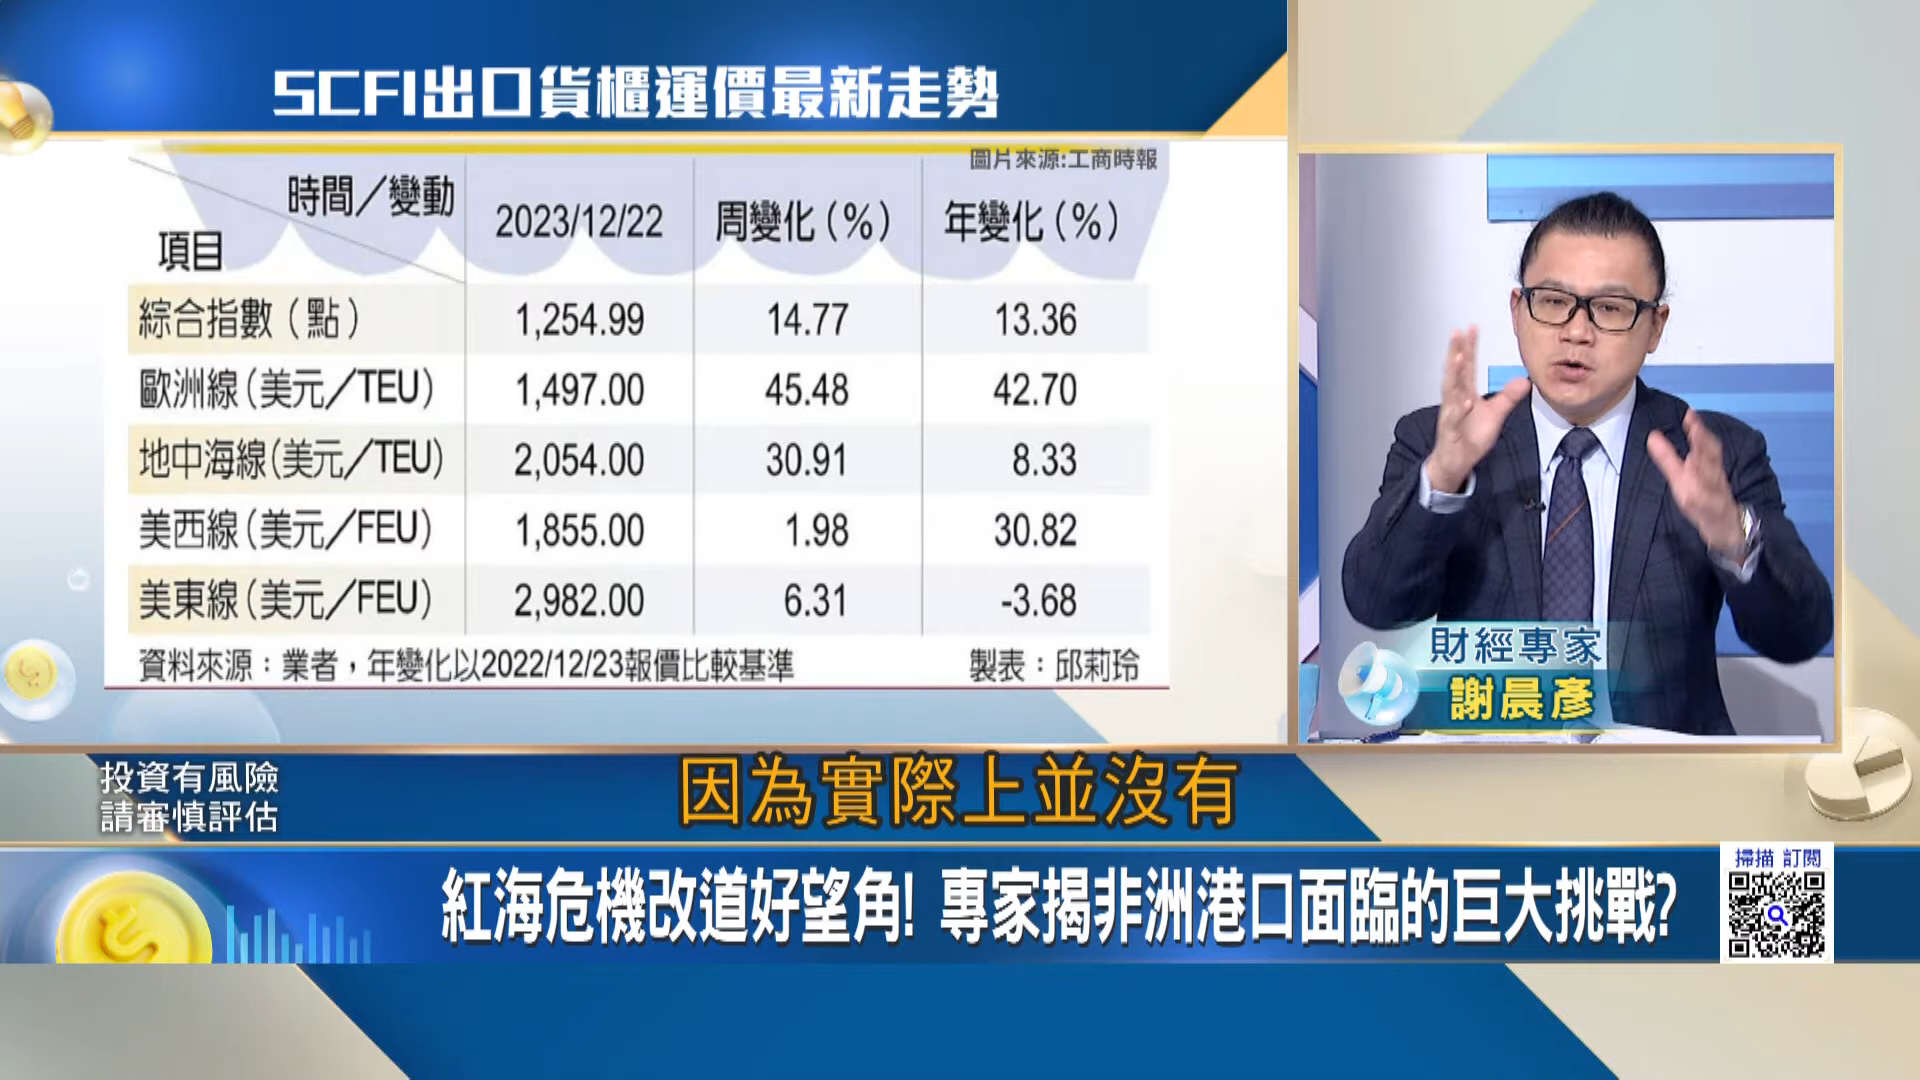 SCFI出口貨櫃運價最新走勢
圖片來源:工商時報
時間／變動
項目
2023/12/22
周變化（%）
年變化（%）
綜合指數（點） 1,254.99 14.77 13.36
歐洲線（美元／TEU） 1,497.00 45.48 42.70
地中海線（美元／TEU） 2,054.00 30.91 8.33
美西線（美元／FEU） 1,855.00 1.98 30.82
美東線（美元／FEU） 2,982.00 6.31 -3.68
資料來源：業者，年變化以2022/12/23報價比較基準 製表：邱莉玲
財經專家
謝晨彥
投資有風險
請審慎評估
因為實際上並沒有
紅海危機改道好望角! 專家揭非洲港口面臨的巨大挑戰?
掃描 訂閱